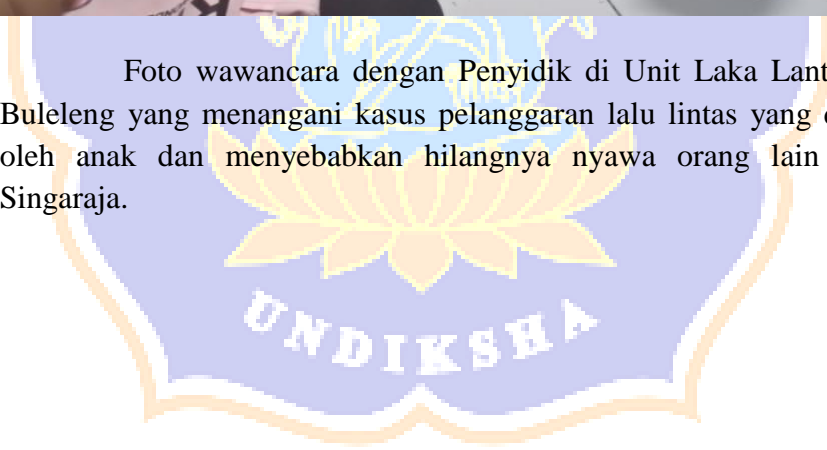 Foto wawancara dengan Penyidik di Unit Laka Lant
Buleleng yang menangani kasus pelanggaran lalu lintas yang
oleh anak dan menyebabkan hilangnya nyawa orang lain
Singaraja.
UNDIKSHA